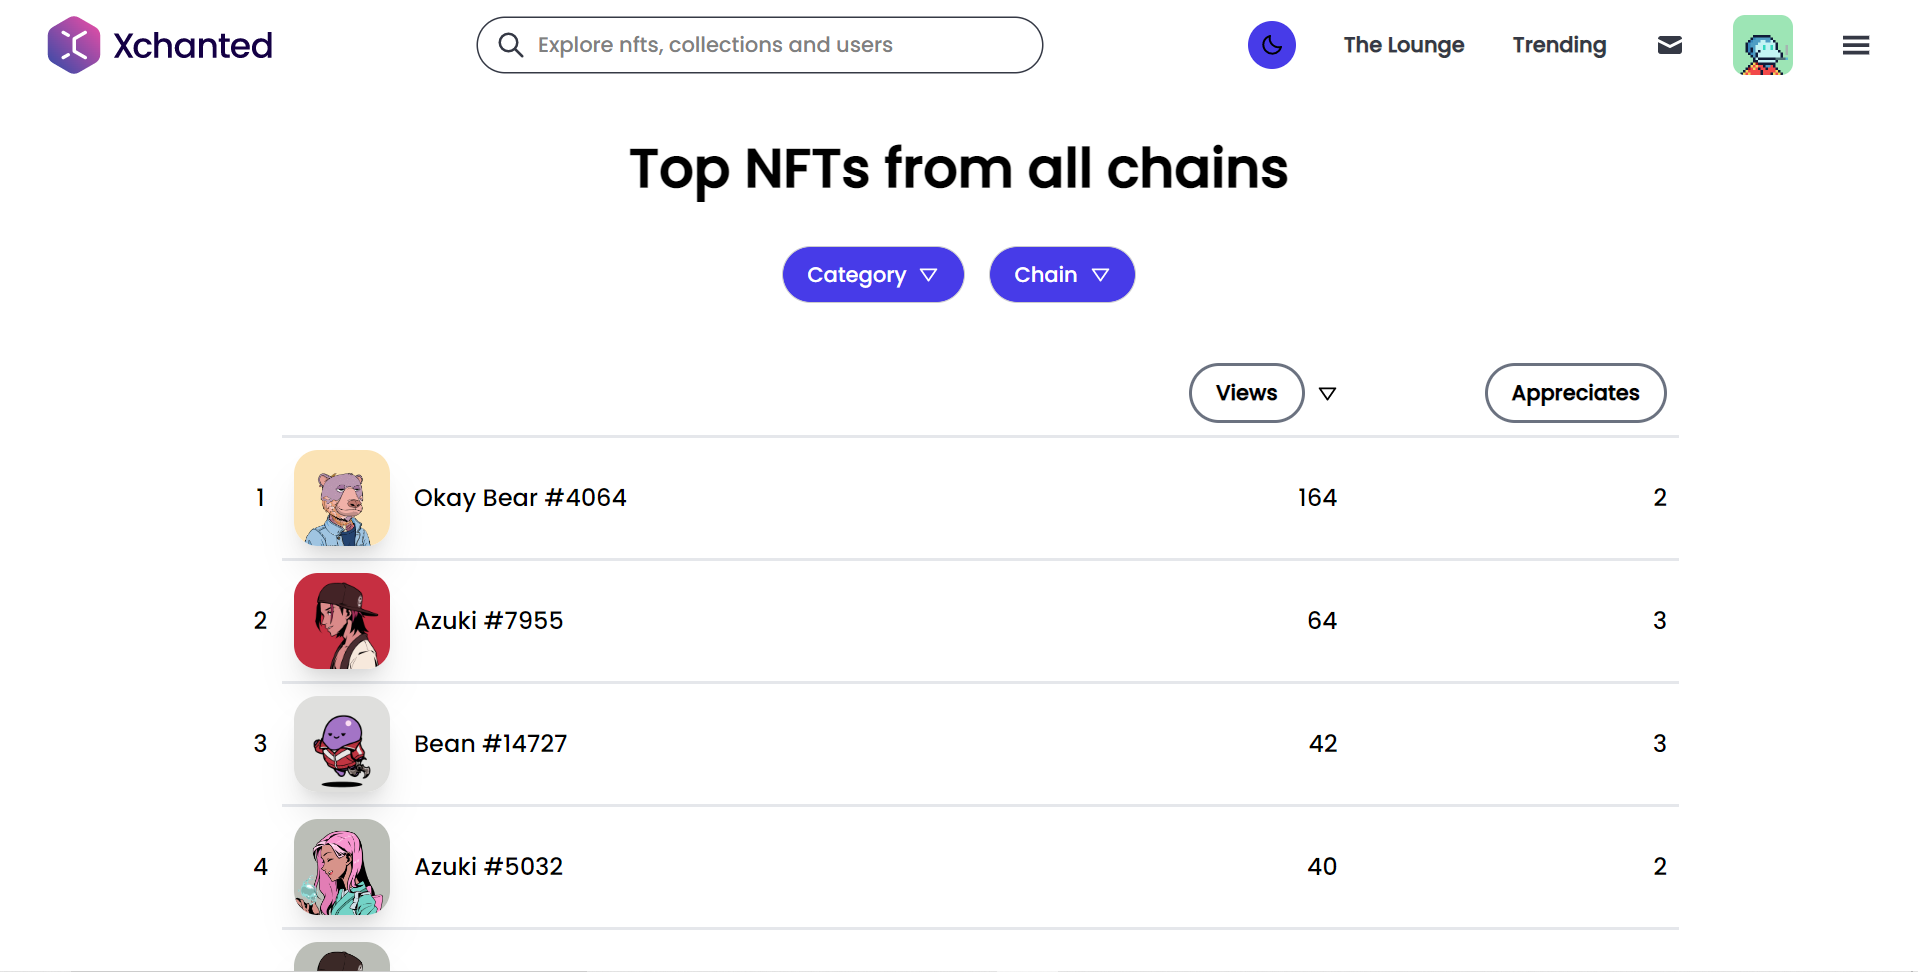 Xchanted
Explore nfts, collections and users
The Lounge
Trending
Top NFTs from all chains
Category
Chain
Views
Appreciates
1 Okay Bear #4064 164 2
2 Azuki #7955 64 3
3 Bean #14727 42 3
4 Azuki #5032 40 2